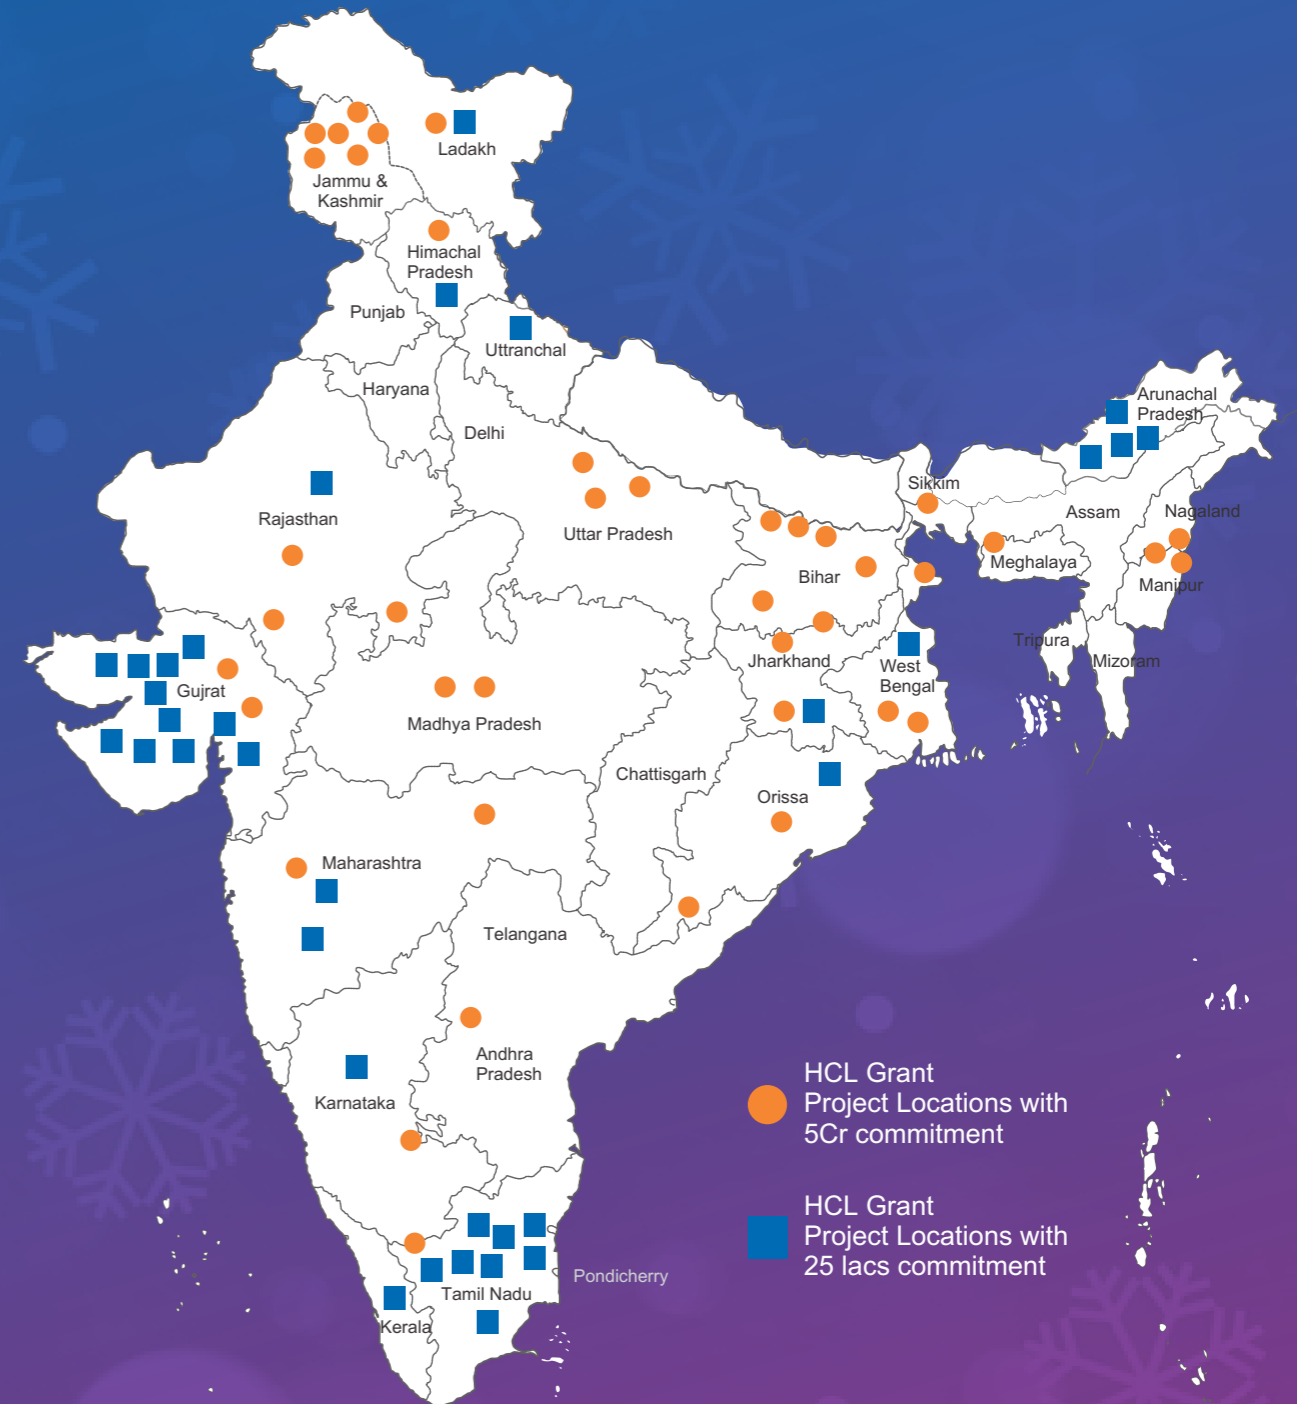 Ladakh
Jammu &
Kashmir
Himachal
Pradesh
Punjab
Uttranchal
Haryana
Delhi
Arunachal
Pradesh
Sikkim
Rajasthan
Uttar Pradesh
Assam
Nagaland
Meghalaya
Bihar
Manipur
Tripura
Mizoram
Jharkhand
West
Bengal
Gujrat
Madhya Pradesh
Chattisgarh
Orissa
Maharashtra
Telangana
Andhra
Pradesh
Karnataka
HCL Grant
Project Locations with
5Cr commitment
HCL Grant
Project Locations with
25 lacs commitment
Pondicherry
Tamil Nadu
Kerala